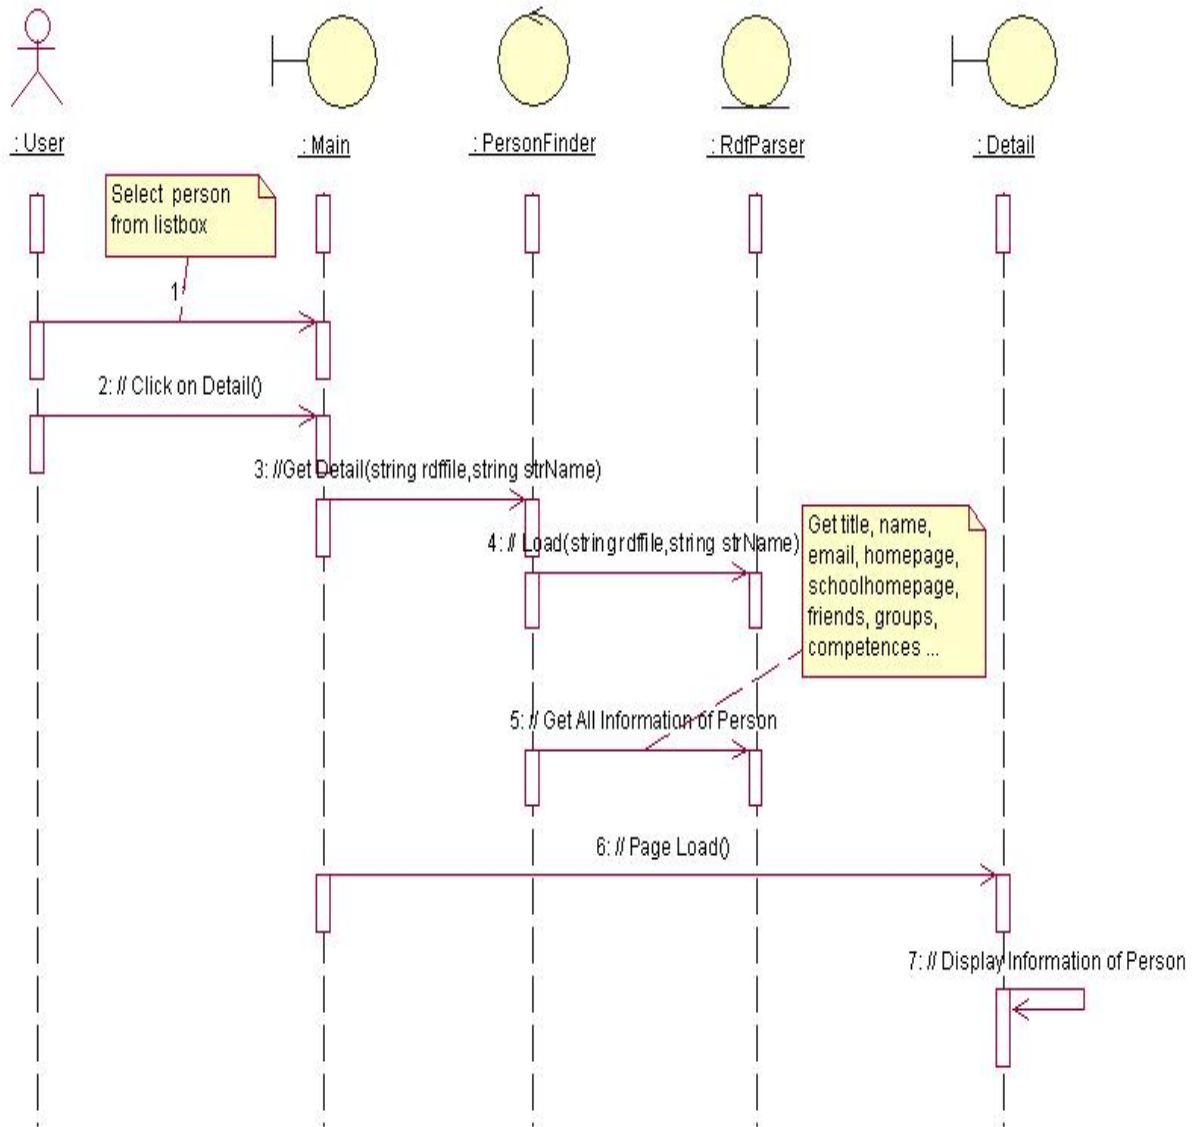 : User
: Main
: PersonFinder
: RdfParser
: Detail
Select person
from listbox
1
2: // Click on Detail()
3: //Get Detail(string rdffile,string strName)
4: // Load(string rdffile,string strName)
Get title, name,
email, homepage,
schoolhomepage,
friends, groups,
competences ...
5: // Get All Information of Person
6: // Page Load()
7: // Display Information of Person